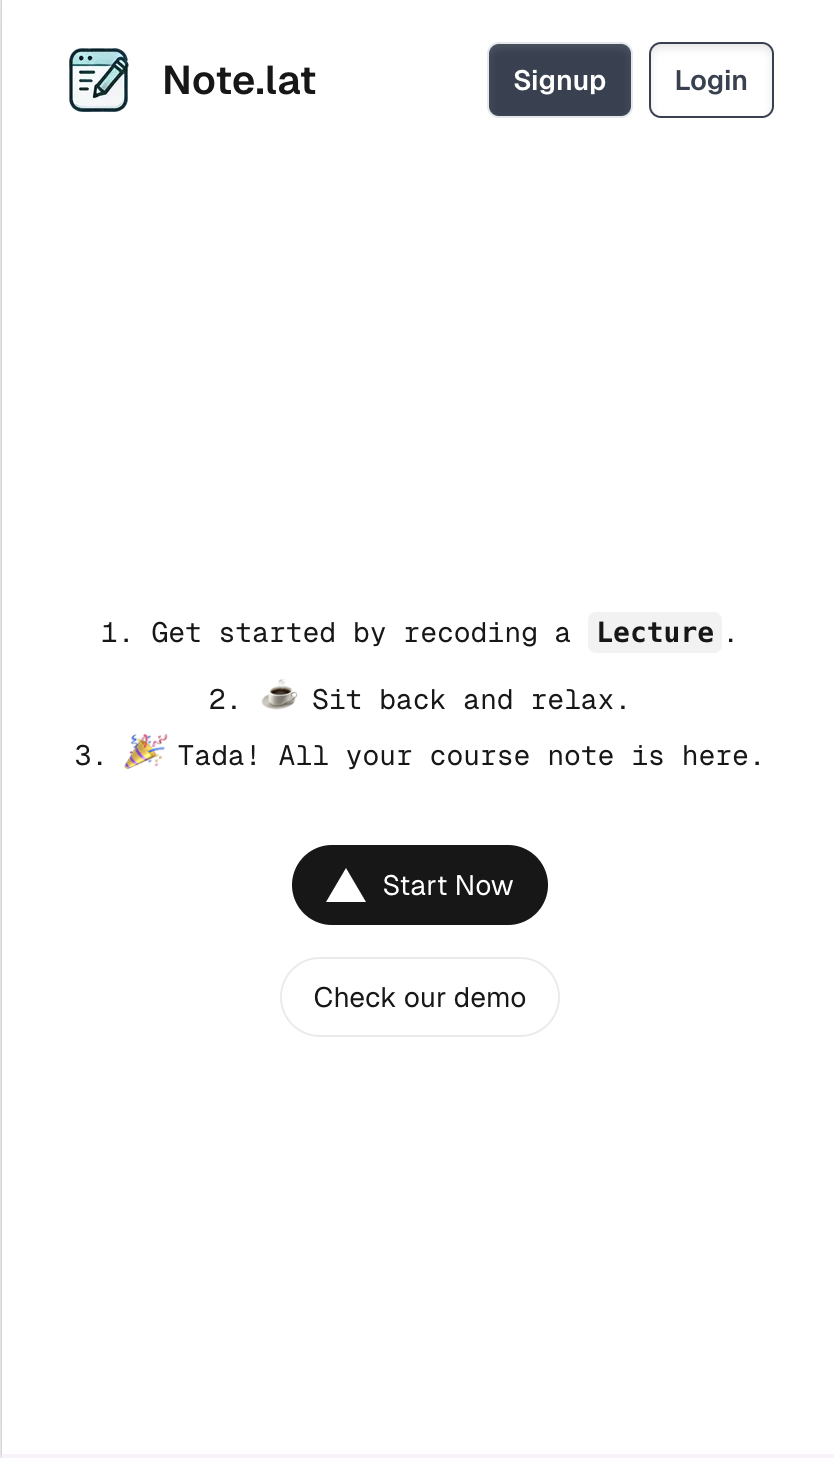 Note.lat
Signup
Login
1. Get started by recoding a Lecture.
2. ☕ Sit back and relax.
3. 🎉 Tada! All your course note is here.
Start Now
Check our demo